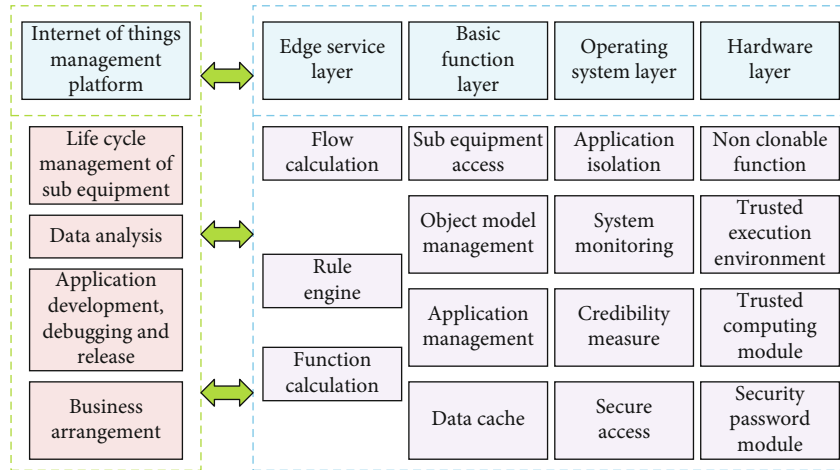 Internet of things
management
platform
Edge service
layer
Basic
function
layer
Operating
system layer
Hardware
layer
Life cycle
management of
sub equipment
Data analysis
Application
development,
debugging and
release
Business
arrangement
Flow
calculation
Rule
engine
Function
calculation
Sub equipment
access
Object model
management
Application
management
Data cache
Application
isolation
System
monitoring
Credibility
measure
Secure
access
Non clonable
function
Trusted
execution
environment
Trusted
computing
module
Security
password
module